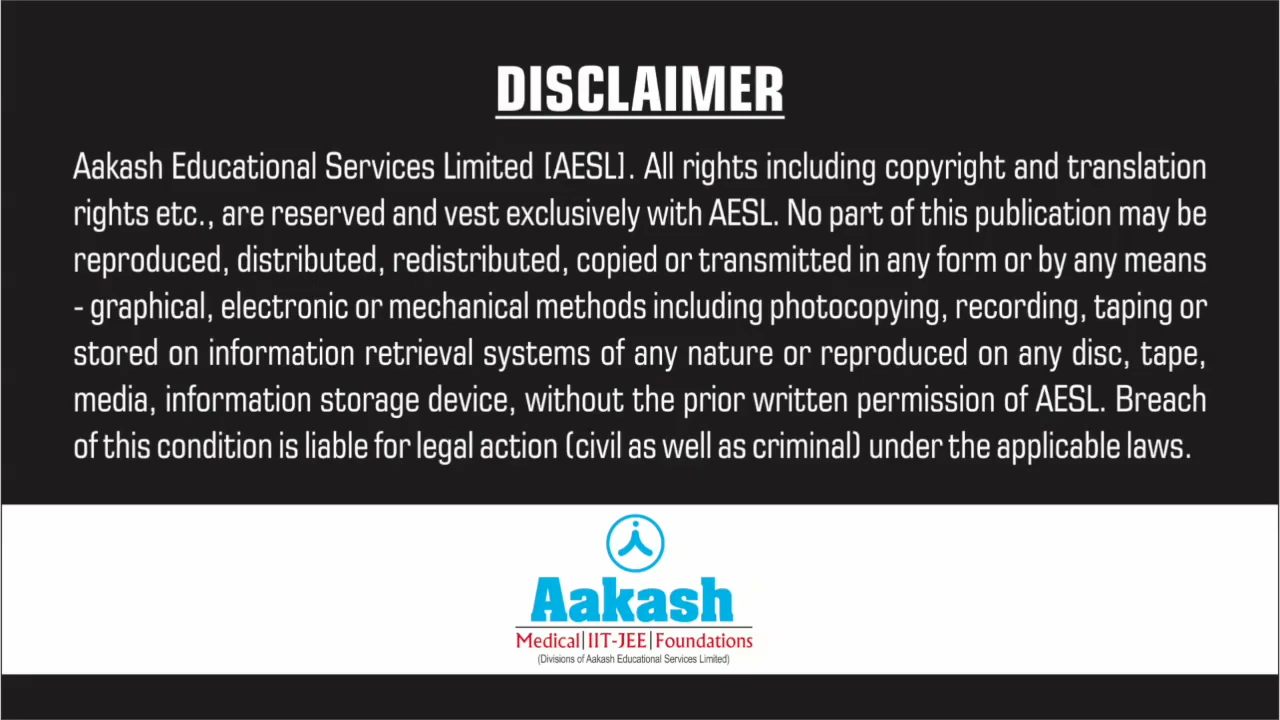 DISCLAIMER
Aakash Educational Services Limited [AESL]. All rights including copyright and translation
rights etc., are reserved and vest exclusively with AESL. No part of this publication may be
reproduced, distributed, redistributed, copied or transmitted in any form or by any means
- graphical, electronic or mechanical methods including photocopying, recording, taping or
stored on information retrieval systems of any nature or reproduced on any disc, tape,
media, information storage device, without the prior written permission of AESL. Breach
of this condition is liable for legal action (civil as well as criminal) under the applicable laws.
Aakash
Medical|IIT-JEE|Foundations
(Divisions of Aakash Educational Services Limited)